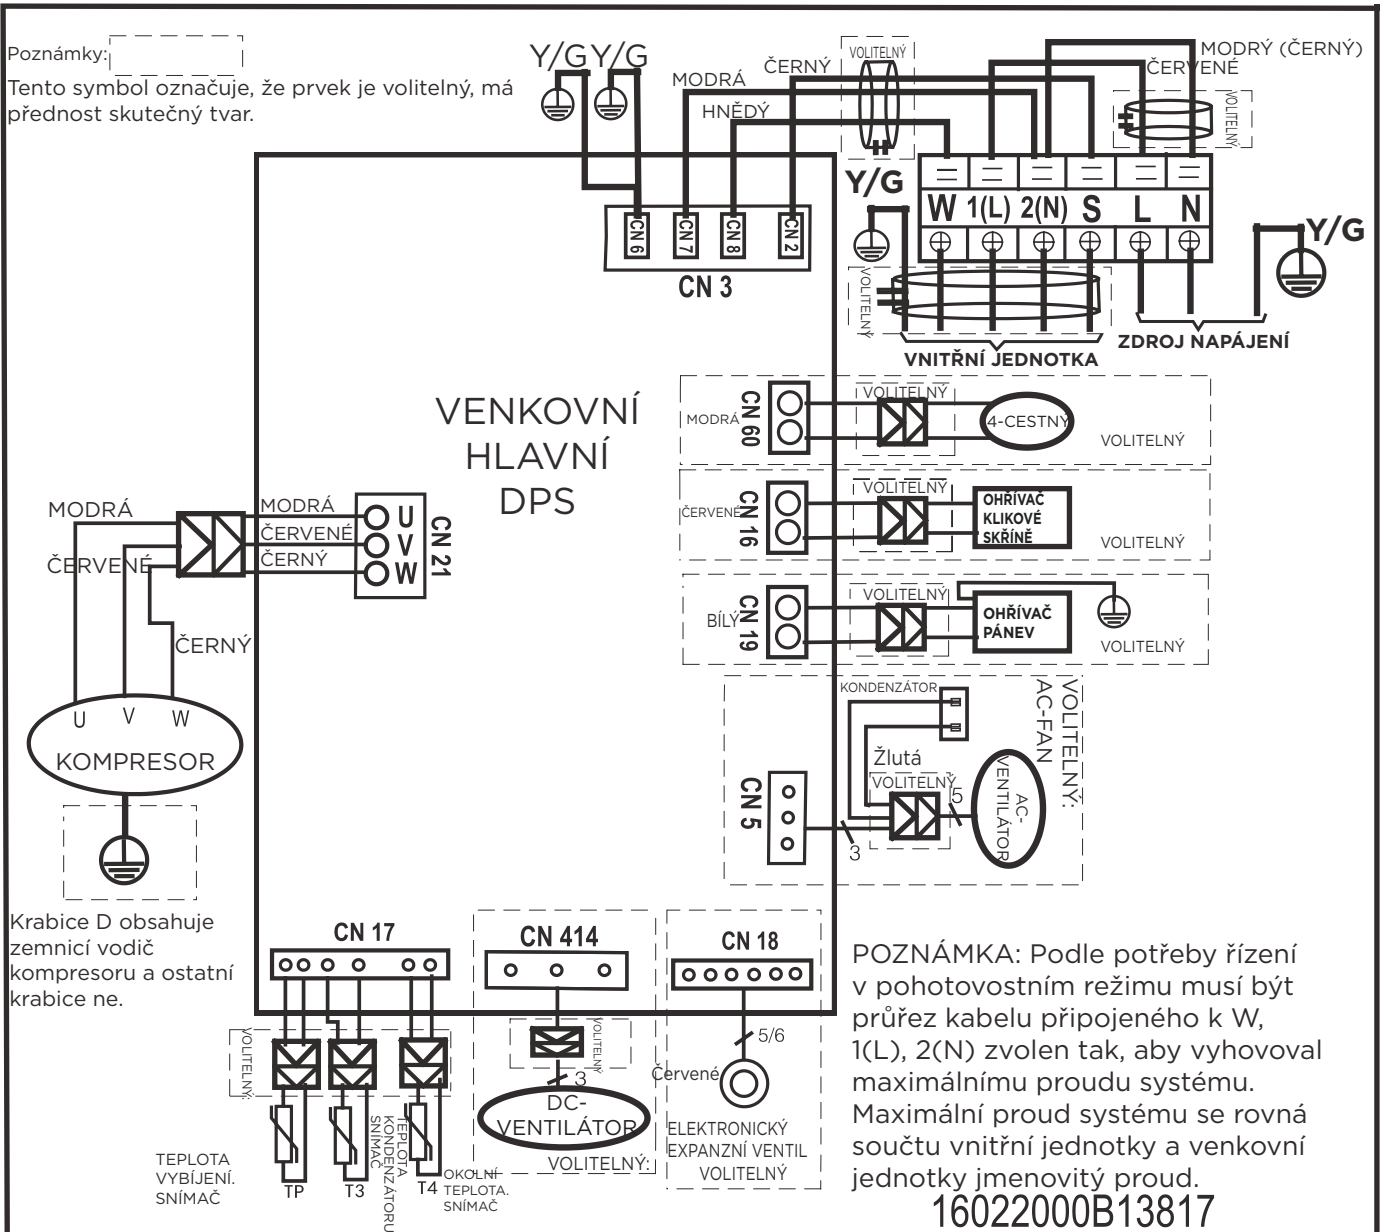 Poznámky:
Tento symbol označuje, že prvek je volitelný, má
přednost skutečný tvar.
Y/G Y/G
MODRÁ
ČERNÝ
HNĚDÝ
VOLITELNÝ
MODRÝ (ČERNÝ)
ČERVENÉ
VOLITELNÝ
Y/G
W 1(L) 2(N) S L N
Y/G
VOLITELNÝ
VNITŘNÍ JEDNOTKA
ZDROJ NAPÁJENÍ
CN 6
CN 7
CN 8
CN 2
CN 3
VENKOVNÍ
HLAVNÍ
DPS
MODRÁ
CN 60
VOLITELNÝ
4-CESTNÝ
VOLITELNÝ
ČERVENÉ
CN 16
VOLITELNÝ
OHŘÍVAČ
KLIKOVÉ
SKŘÍNĚ
VOLITELNÝ
BÍLÝ
CN 19
VOLITELNÝ
OHŘÍVAČ
PÁNEV
VOLITELNÝ
MODRÁ
ČERVENÉ
ČERNÝ
MODRÁ
ČERVENÉ
ČERNÝ
U
V
W
CN 21
U V W
KOMPRESOR
Krabice D obsahuje
zemnicí vodič
kompresoru a ostatní
krabice ne.
KONDENZÁTOR
VOLITELNÝ:
AC-FAN
Žlutá
VOLITELNÝ
CN 5
3
5
AC-
VENTILÁTOR
CN 17
VOLITELNÝ:
TEPLOTA
VYBÍJENÍ.
SNÍMAČ
TP
T3
TEPLOTA
KONDENZÁTORU
SNÍMAČ
T4
OKOLNÍ
TEPLOTA.
SNÍMAČ
CN 414
VOLITELNÝ
3
DC-
VENTILÁTOR
VOLITELNÝ:
CN 18
5/6
Červené
ELEKTRONICKÝ
EXPANZNÍ VENTIL
VOLITELNÝ
POZNÁMKA: Podle potřeby řízení
v pohotovostním režimu musí být
průřez kabelu připojeného k W,
1(L), 2(N) zvolen tak, aby vyhovoval
maximálnímu proudu systému.
Maximální proud systému se rovná
součtu vnitřní jednotky a venkovní
jednotky jmenovitý proud.
16022000B13817